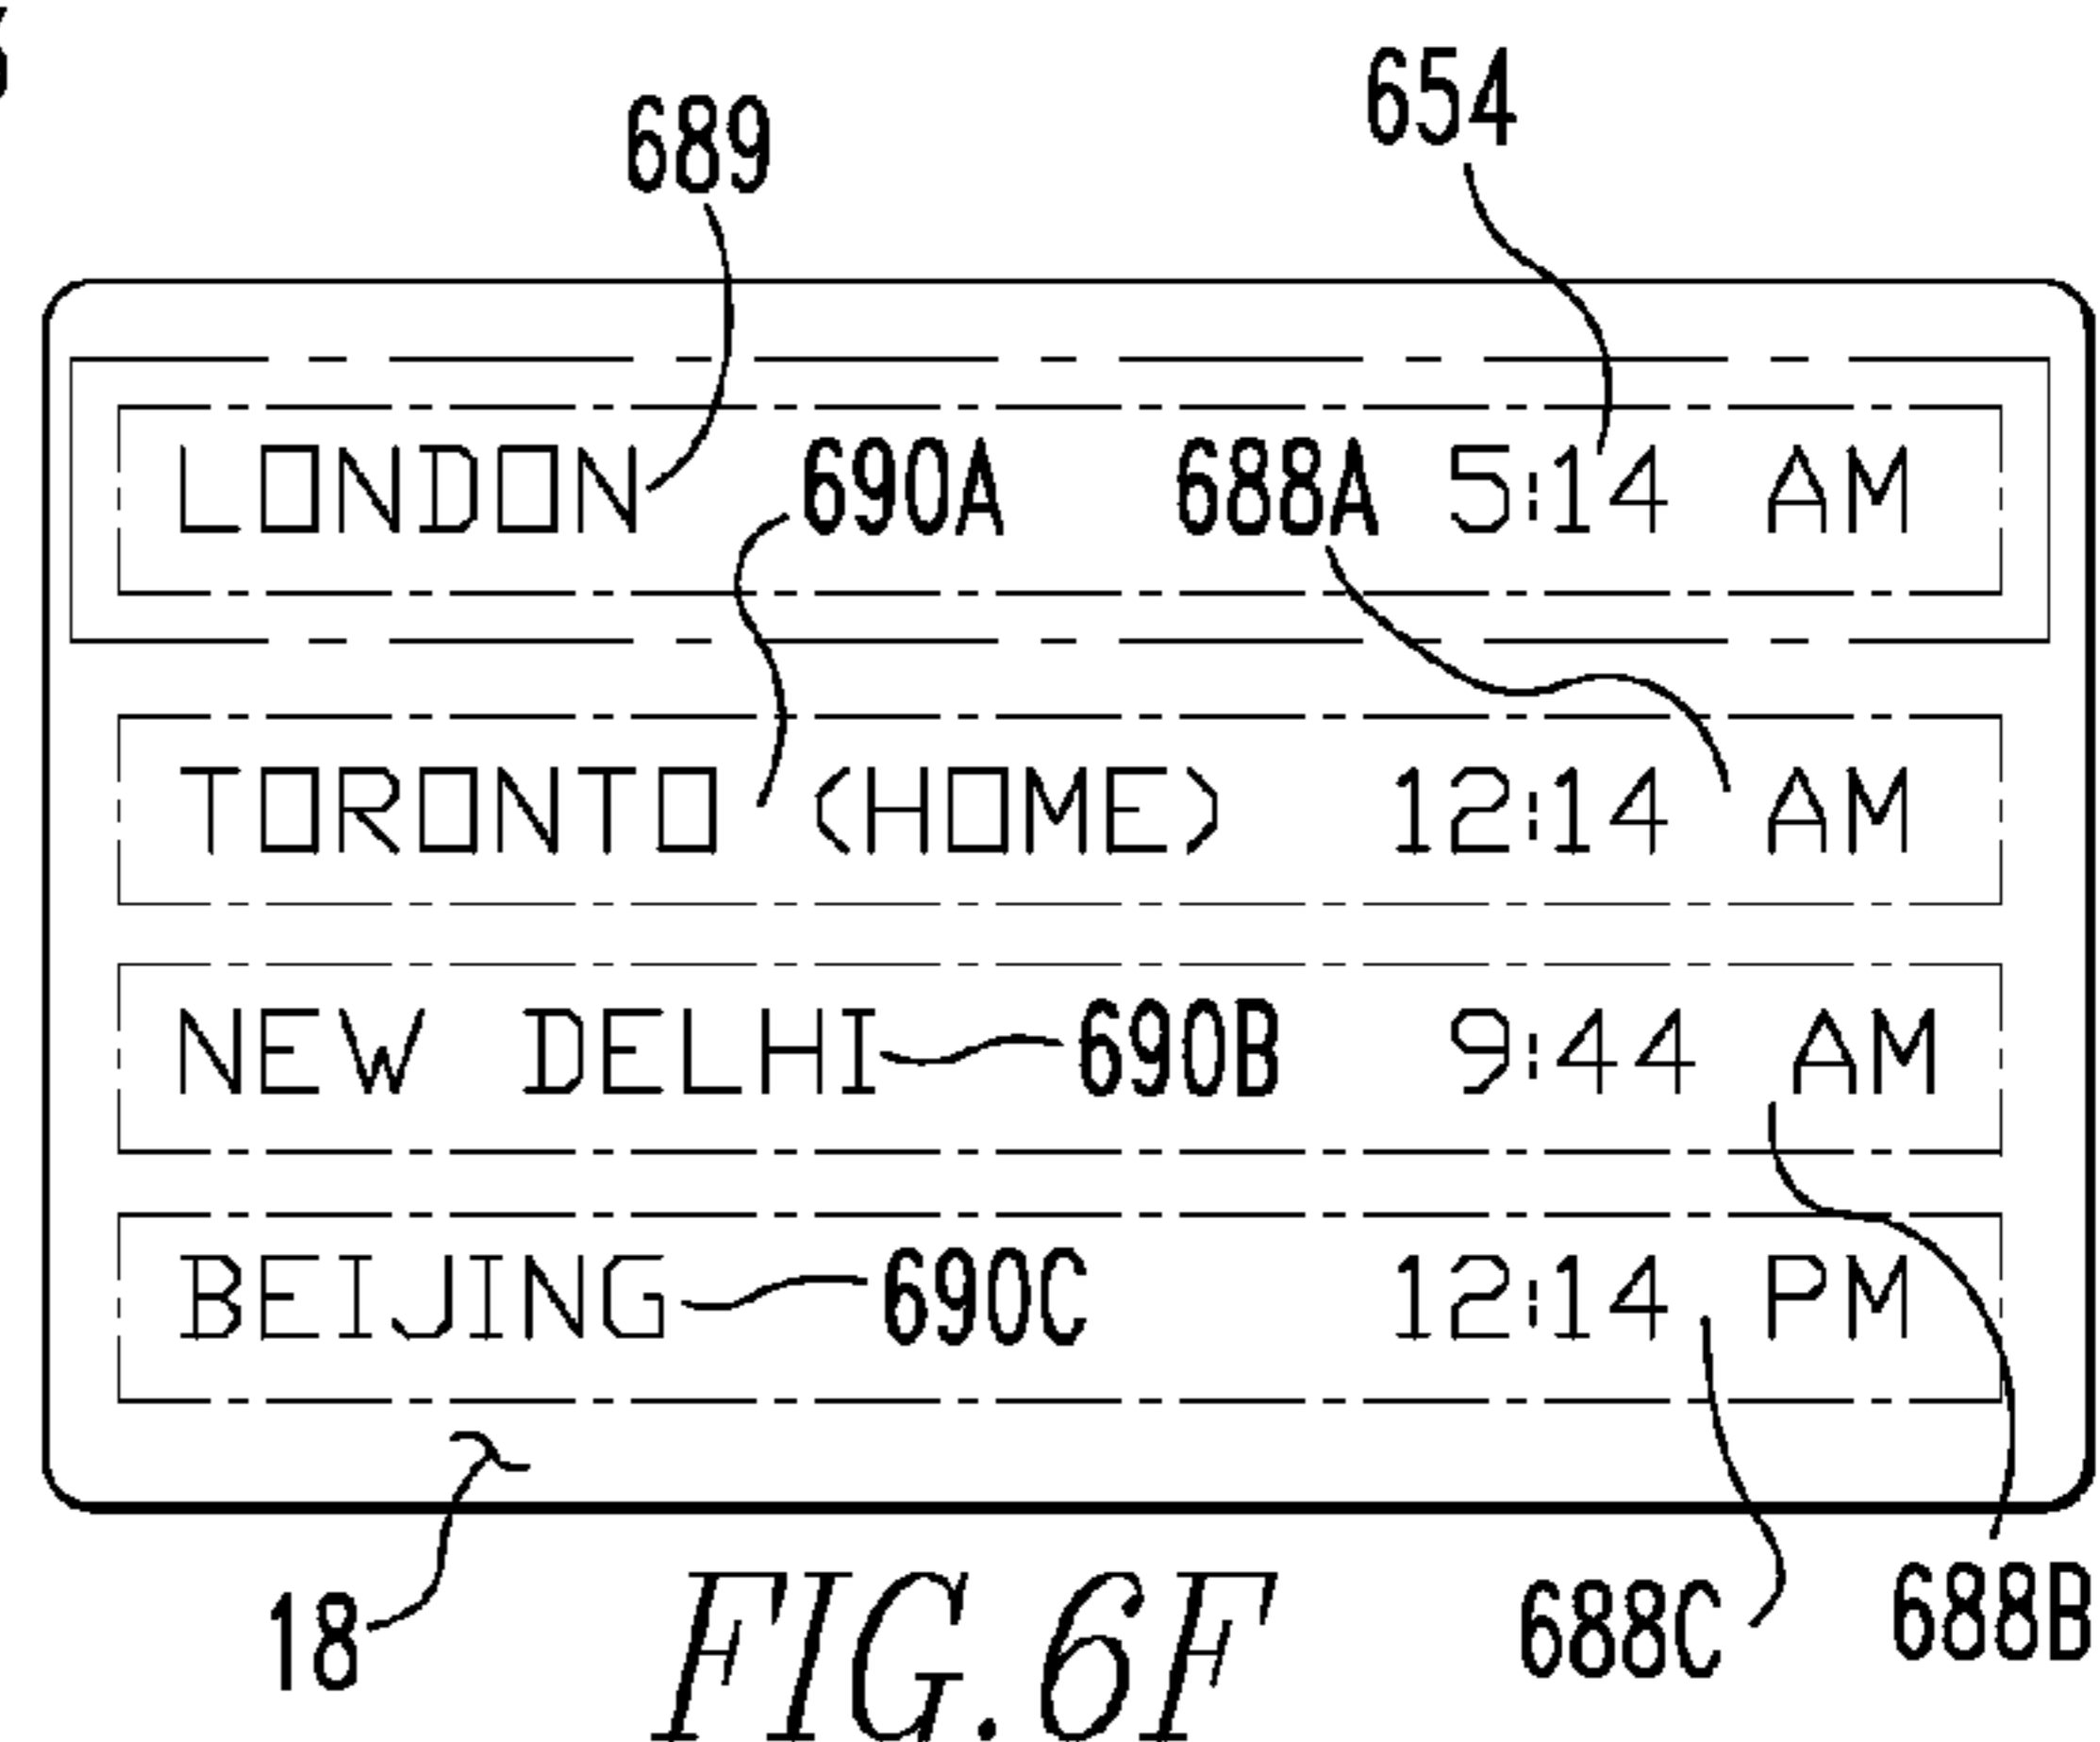 689 654
LONDON 690A 688A 5:14 AM
TORONTO (HOME) 12:14 AM
NEW DELHI 690B 9:44 AM
BEIJING 690C 12:14 PM
18 688C 688B
FIG.6F